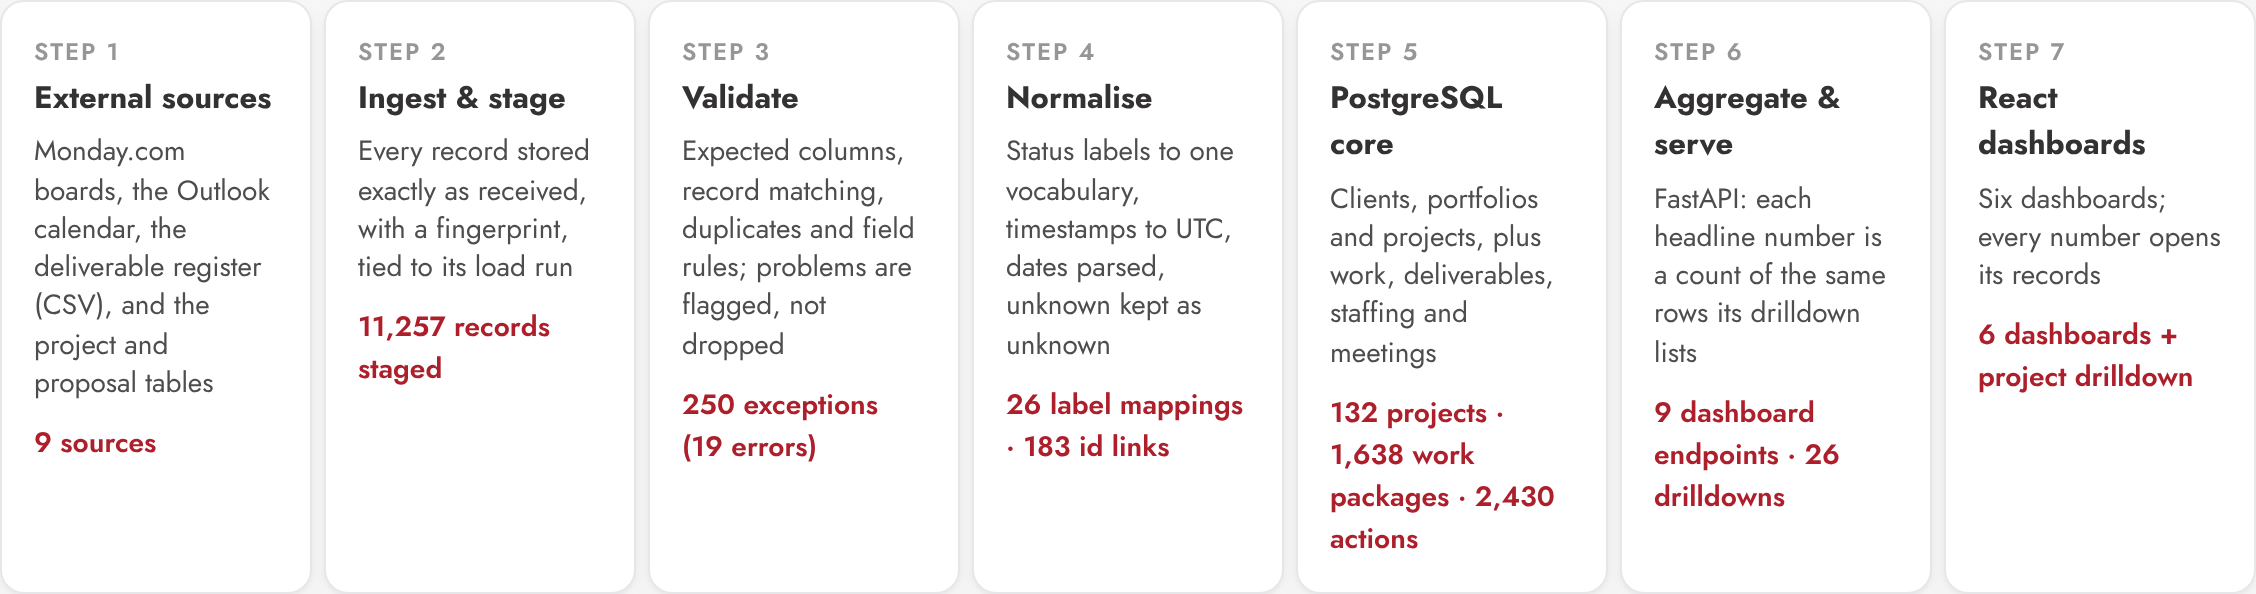 STEP 1
External sources
Monday.com
boards, the Outlook
calendar, the
deliverable register
(CSV), and the
project and
proposal tables
9 sources
STEP 2
Ingest & stage
Every record stored
exactly as received,
with a fingerprint,
tied to its load run
11,257 records
staged
STEP 3
Validate
Expected columns,
record matching,
duplicates and field
rules; problems are
flagged, not
dropped
250 exceptions
(19 errors)
STEP 4
Normalise
Status labels to one
vocabulary,
timestamps to UTC,
dates parsed,
unknown kept as
unknown
26 label mappings
· 183 id links
STEP 5
PostgreSQL
core
Clients, portfolios
and projects, plus
work, deliverables,
staffing and
meetings
132 projects ·
1,638 work
packages · 2,430
actions
STEP 6
Aggregate &
serve
FastAPI: each
headline number is
a count of the same
rows its drilldown
lists
9 dashboard
endpoints · 26
drilldowns
STEP 7
React
dashboards
Six dashboards;
every number opens
its records
6 dashboards +
project drilldown